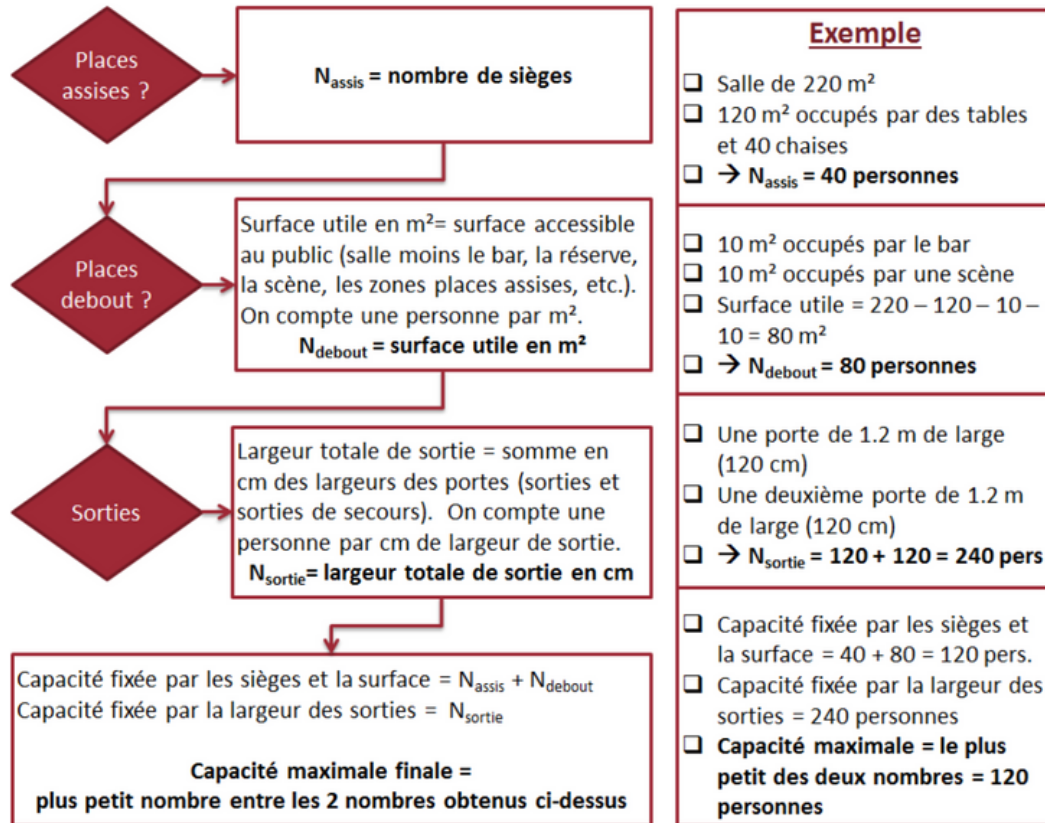 Places
assises ?
N_assis = nombre de sièges
Places
debout ?
Surface utile en m²= surface accessible
au public (salle moins le bar, la réserve,
la scène, les zones places assises, etc.).
On compte une personne par m².
N_debout = surface utile en m²
Sorties
Largeur totale de sortie = somme en
cm des largeurs des portes (sorties et
sorties de secours). On compte une
personne par cm de largeur de sortie.
N_sortie= largeur totale de sortie en cm
Capacité fixée par les sièges et la surface = N_assis + N_debout
Capacité fixée par la largeur des sorties = N_sortie
Capacité maximale finale =
plus petit nombre entre les 2 nombres obtenus ci-dessus
Exemple
❑ Salle de 220 m²
❑ 120 m² occupés par des tables
et 40 chaises
❑ → N_assis = 40 personnes
❑ 10 m² occupés par le bar
❑ 10 m² occupés par une scène
❑ Surface utile = 220 – 120 – 10 –
10 = 80 m²
❑ → N_debout = 80 personnes
❑ Une porte de 1.2 m de large
(120 cm)
❑ Une deuxième porte de 1.2 m
de large (120 cm)
❑ → N_sortie = 120 + 120 = 240 pers
❑ Capacité fixée par les sièges et
la surface = 40 + 80 = 120 pers.
❑ Capacité fixée par la largeur des
sorties = 240 personnes
❑ Capacité maximale = le plus
petit des deux nombres = 120
personnes